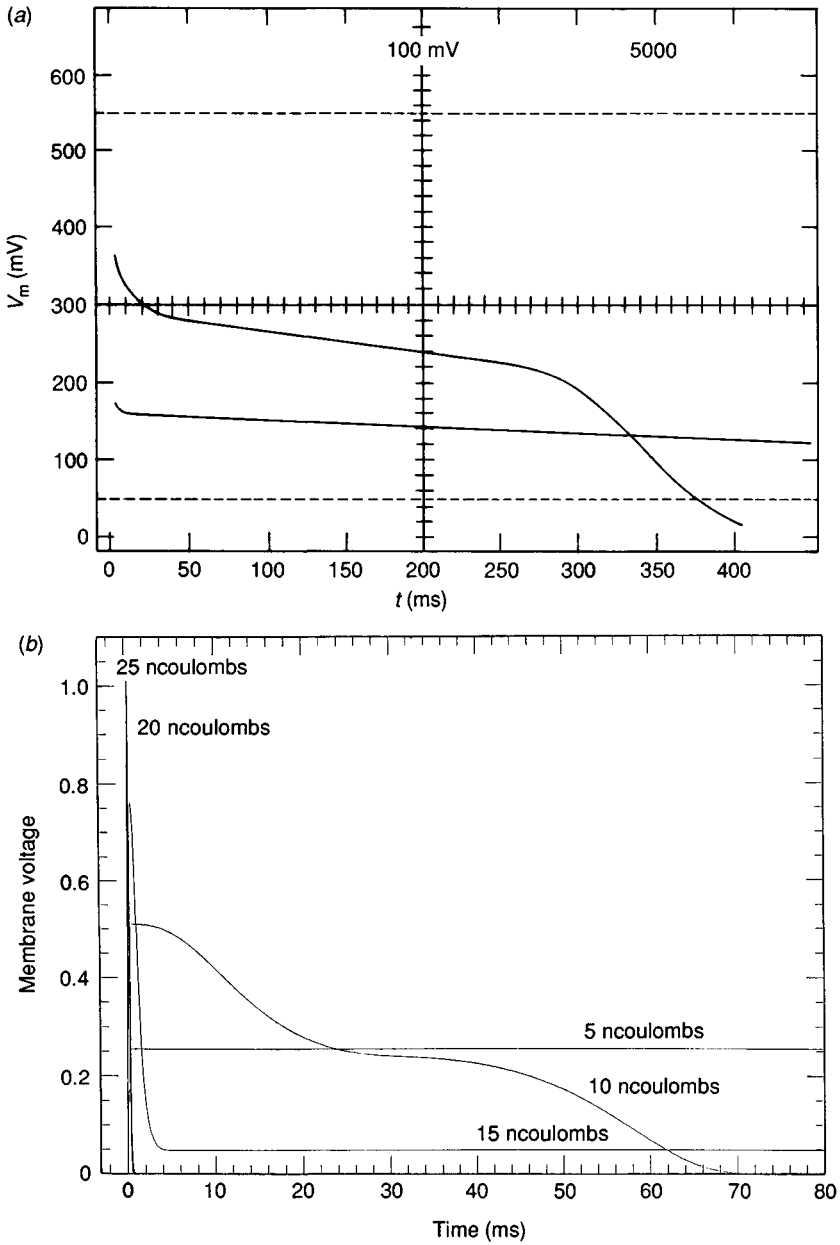 (a)
100 mV 5000
600
500
400
300
200
100
0
V_m (mV)
0 50 100 150 200 250 300 350 400
t (ms)
(b)
25 ncoulombs
20 ncoulombs
1.0
0.8
0.6
0.4
0.2
0
Membrane voltage
5 ncoulombs
10 ncoulombs
15 ncoulombs
0 10 20 30 40 50 60 70 80
Time (ms)